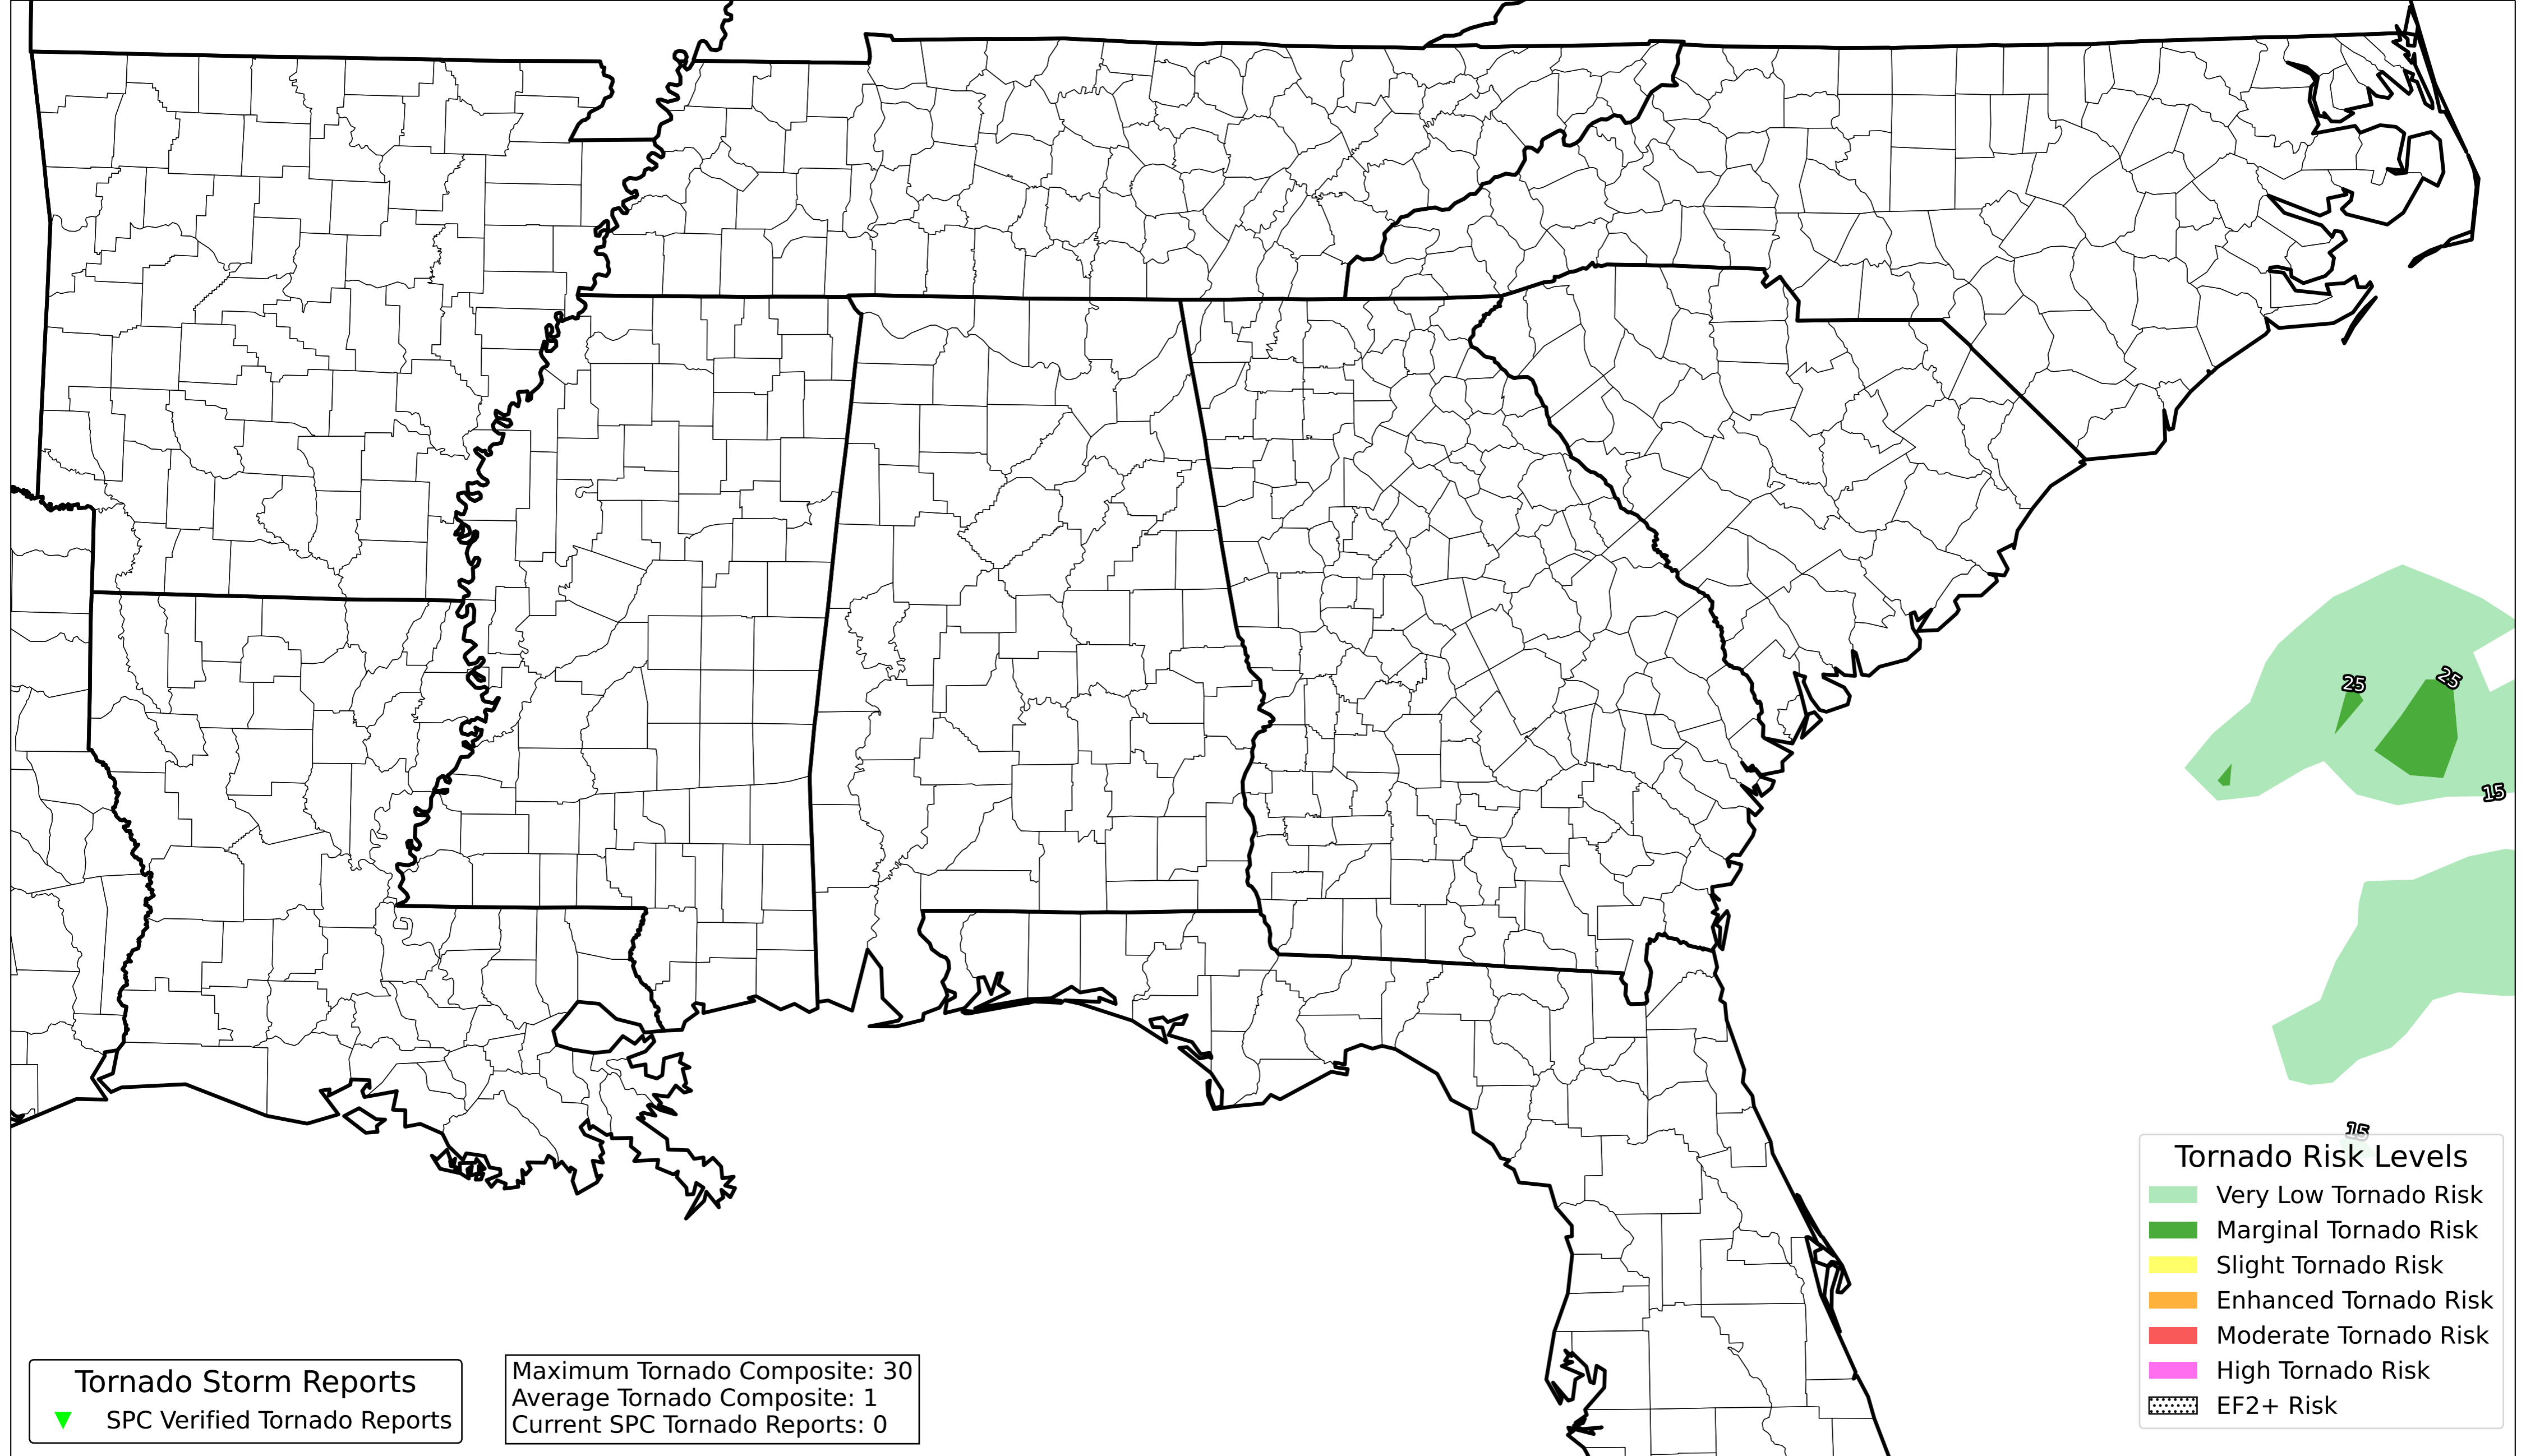 25
25
15
15
Tornado Risk Levels
Very Low Tornado Risk
Marginal Tornado Risk
Slight Tornado Risk
Enhanced Tornado Risk
Moderate Tornado Risk
High Tornado Risk
EF2+ Risk
Tornado Storm Reports
SPC Verified Tornado Reports
Maximum Tornado Composite: 30
Average Tornado Composite: 1
Current SPC Tornado Reports: 0